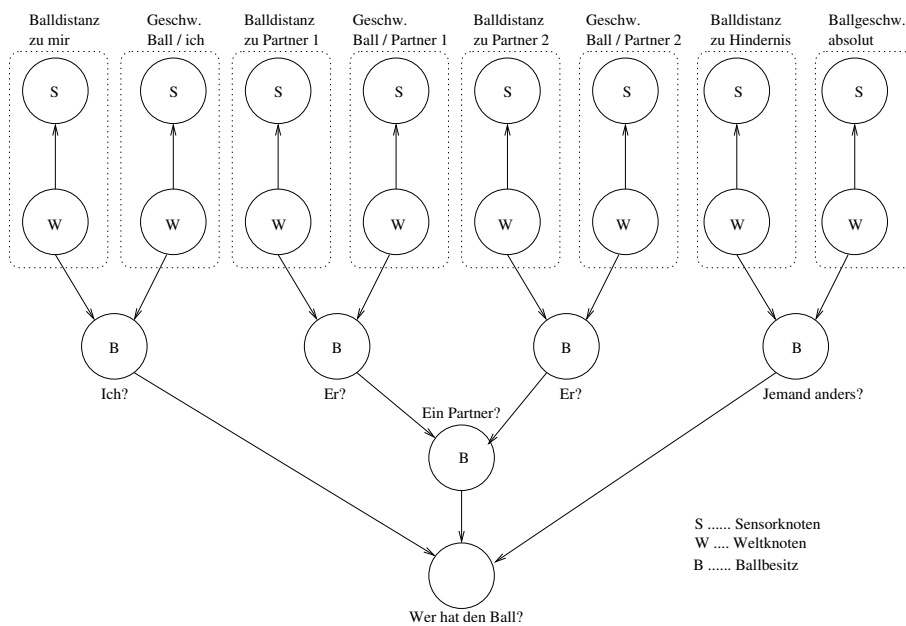 Balldistanz
zu mir
Geschw.
Ball / ich
Balldistanz
zu Partner 1
Geschw.
Ball / Partner 1
Balldistanz
zu Partner 2
Geschw.
Ball / Partner 2
Balldistanz
zu Hindernis
Ballgeschw.
absolut
S
S
S
S
S
S
S
S
W
W
W
W
W
W
W
W
B
B
B
B
Ich?
Er?
Er?
Jemand anders?
Ein Partner?
B
Wer hat den Ball?
S ...... Sensorknoten
W .... Weltknoten
B ...... Ballbesitz